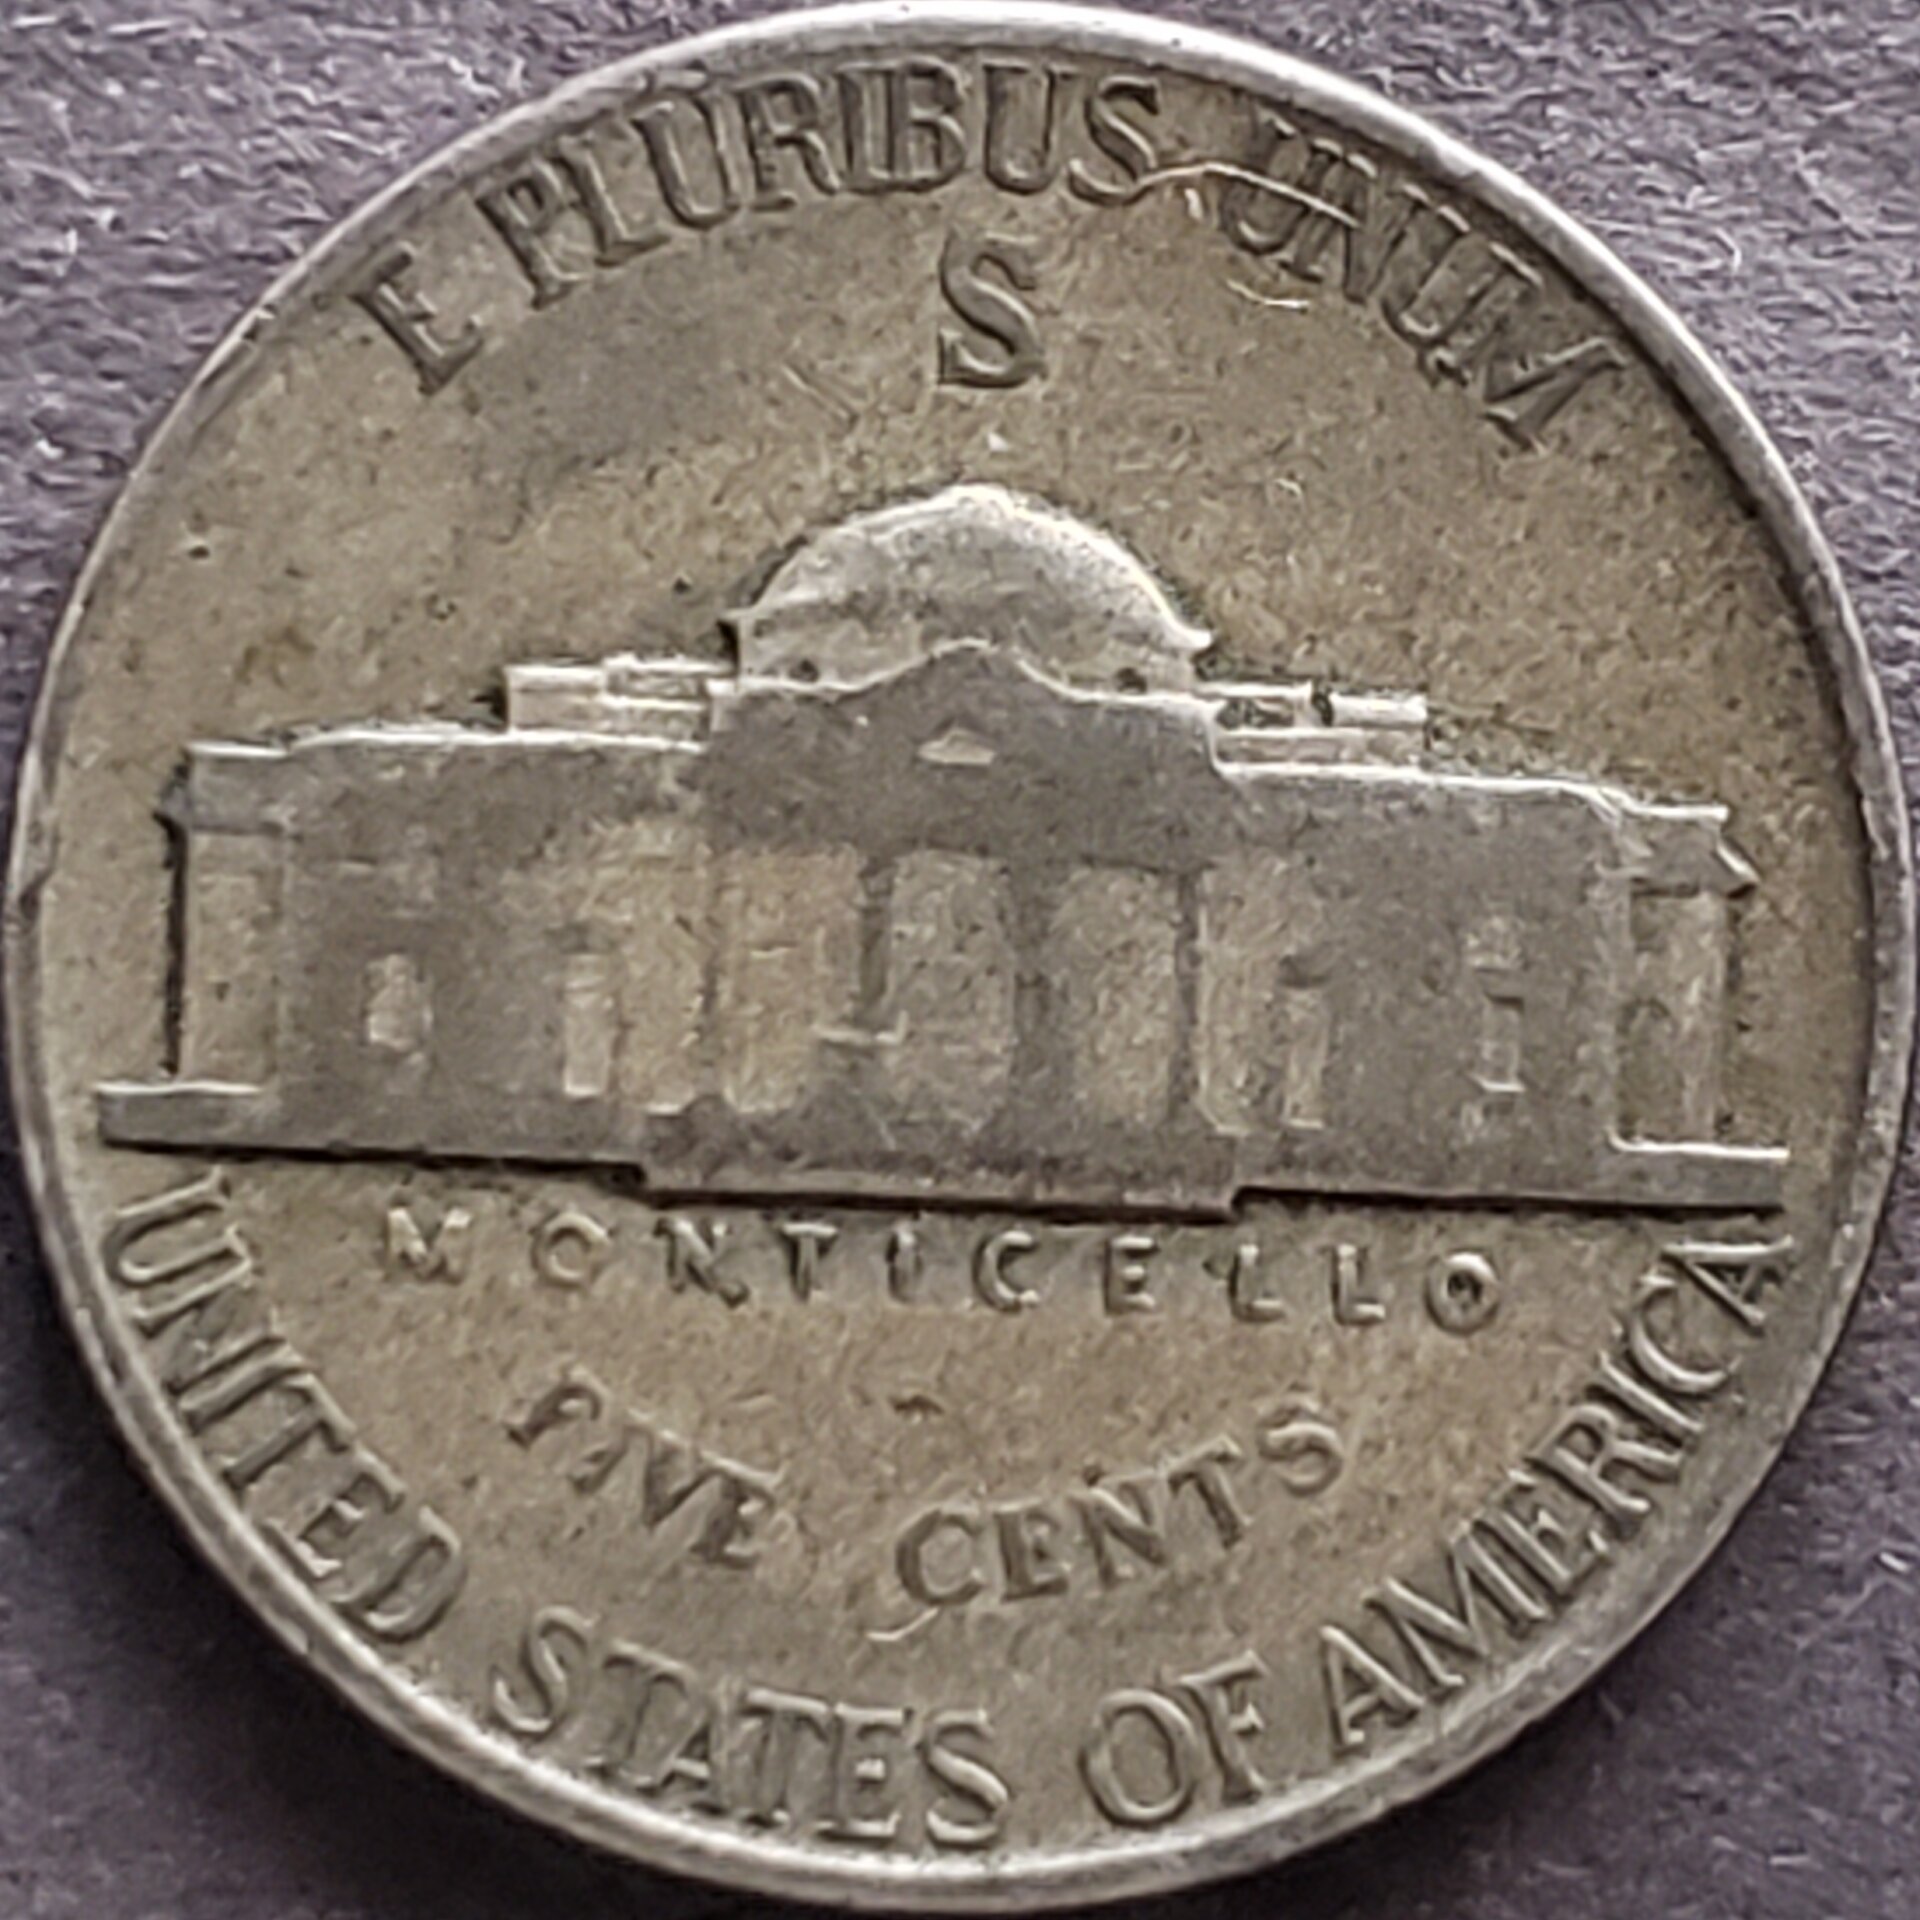 E PLURIBUS UNUM
S
MONTICELLO
FIVE CENTS
UNITED STATES OF AMERICA